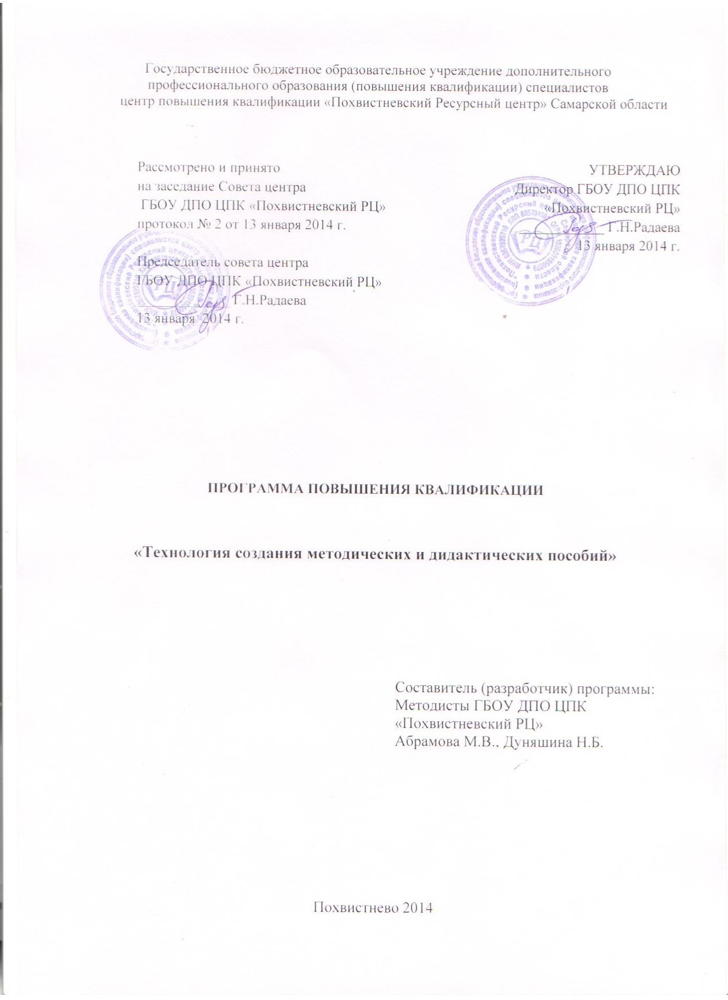 Государственное бюджетное образовательное учреждение дополнительного
профессионального образования (повышения квалификации) специалистов
центр повышения квалификации «Похвистневский Ресурсный центр» Самарской области
Рассмотрено и принято
на заседание Совета центра
ГБОУ ДПО ЦПК «Похвистневский РЦ»
протокол № 2 от 13 января 2014 г.
Председатель совета центра
ГБОУ ДПО ЦПК «Похвистневский РЦ»
Г.Н.Радаева
13 января 2014 г.
УТВЕРЖДАЮ
Директор ГБОУ ДПО ЦПК
«Похвистневский РЦ»
Г.Н.Радаева
13 января 2014 г.
РЦ
РЦ
ПРОГРАММА ПОВЫШЕНИЯ КВАЛИФИКАЦИИ
«Технология создания методических и дидактических пособий»
Составитель (разработчик) программы:
Методисты ГБОУ ДПО ЦПК
«Похвистневский РЦ»
Абрамова М.В., Дуняшина Н.Б.
Похвистнево 2014